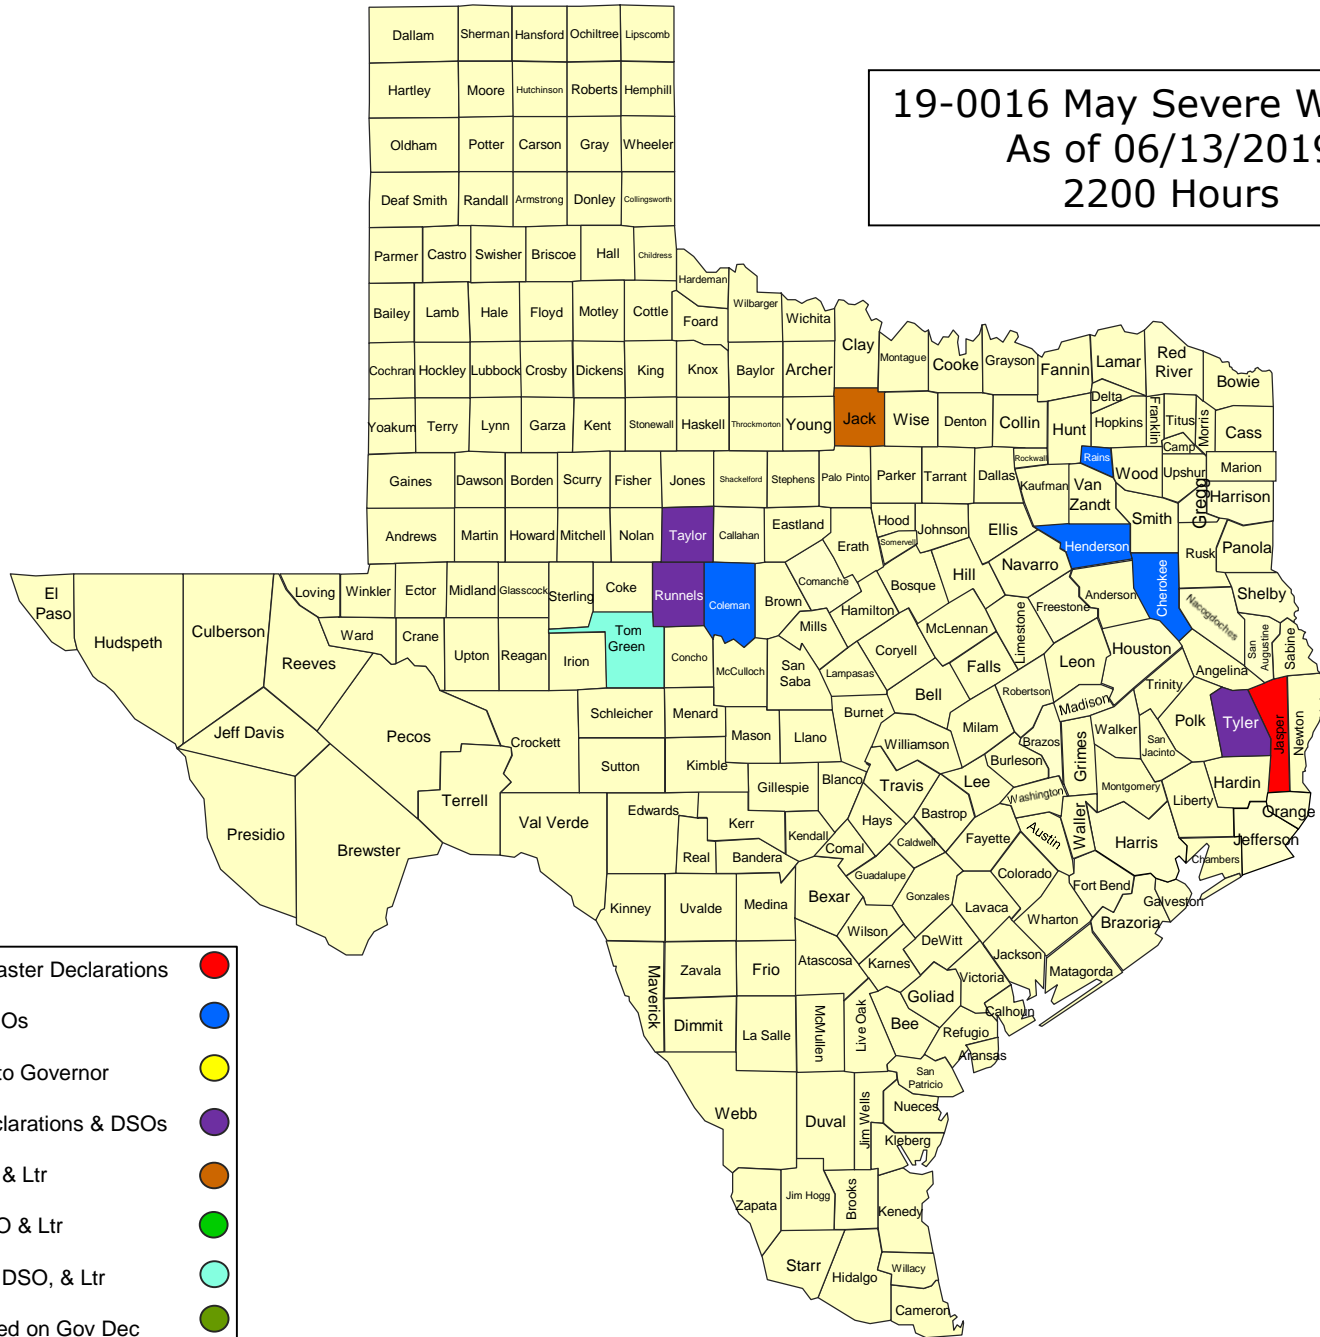 19-0016 May Severe W
As of 06/13/2019
2200 Hours
Dallam Sherman Hansford Ochiltree Lipscomb
Hartley Moore Hutchinson Roberts Hemphill
Oldham Potter Carson Gray Wheeler
Deaf Smith Randall Armstrong Donley Collingsworth
Parmer Castro Swisher Briscoe Hall Childress
Hardeman
Bailey Lamb Hale Floyd Motley Cottle Foard Wilbarger Wichita
Clay Montague Cooke Grayson Fannin Lamar Red River Bowie
Cochran Hockley Lubbock Crosby Dickens King Knox Baylor Archer
Delta
Yoakum Terry Lynn Garza Kent Stonewall Haskell Throckmorton Young Jack Wise Denton Collin Hunt Hopkins Franklin Titus Morris Cass
Camp
Rockwall Rains
Gaines Dawson Borden Scurry Fisher Jones Shackelford Stephens Palo Pinto Parker Tarrant Dallas Kaufman Van Zandt Wood Upshur Marion
Gregg Harrison
Andrews Martin Howard Mitchell Nolan Taylor Callahan Eastland Erath Hood Somervell Johnson Ellis Henderson Smith Rusk Panola
El Paso Hudspeth Culberson Reeves Loving Winkler Ector Midland Glasscock Sterling Coke Runnels Coleman Brown Comanche Hamilton Bosque Hill Navarro Freestone Anderson Cherokee Nacogdoches Shelby
Ward Crane Upton Reagan Irion Tom Green Concho McCulloch San Saba Mills Lampasas Coryell McLennan Limestone Falls Leon Houston Angelina San Augustine Sabine
Jeff Davis Pecos Crockett Schleicher Menard Mason Llano Burnet Bell Milam Robertson Madison Trinity Polk Tyler Jasper Newton
Sutton Kimble Gillespie Blanco Williamson Travis Lee Burleson Brazos Grimes Walker San Jacinto Hardin
Presidio Brewster Terrell Val Verde Edwards Kerr Kendall Hays Bastrop Washington Montgomery Liberty Orange
Real Bandera Comal Caldwell Fayette Austin Waller Harris Chambers Jefferson
Kinney Uvalde Medina Bexar Guadalupe Gonzales Lavaca Colorado Fort Bend Brazoria Galveston
Wilson DeWitt Wharton
Maverick Zavala Frio Atascosa Karnes Victoria Jackson Matagorda
Dimmit La Salle McMullen Live Oak Bee Goliad Refugio Calhoun
Aransas
San Patricio
Webb Duval Jim Wells Nueces
Kleberg
Zapata Jim Hogg Brooks Kenedy
Starr Hidalgo Willacy
Cameron
aster Declarations
Os
to Governor
clarations & DSOs
& Ltr
O & Ltr
DSO, & Ltr
ed on Gov Dec